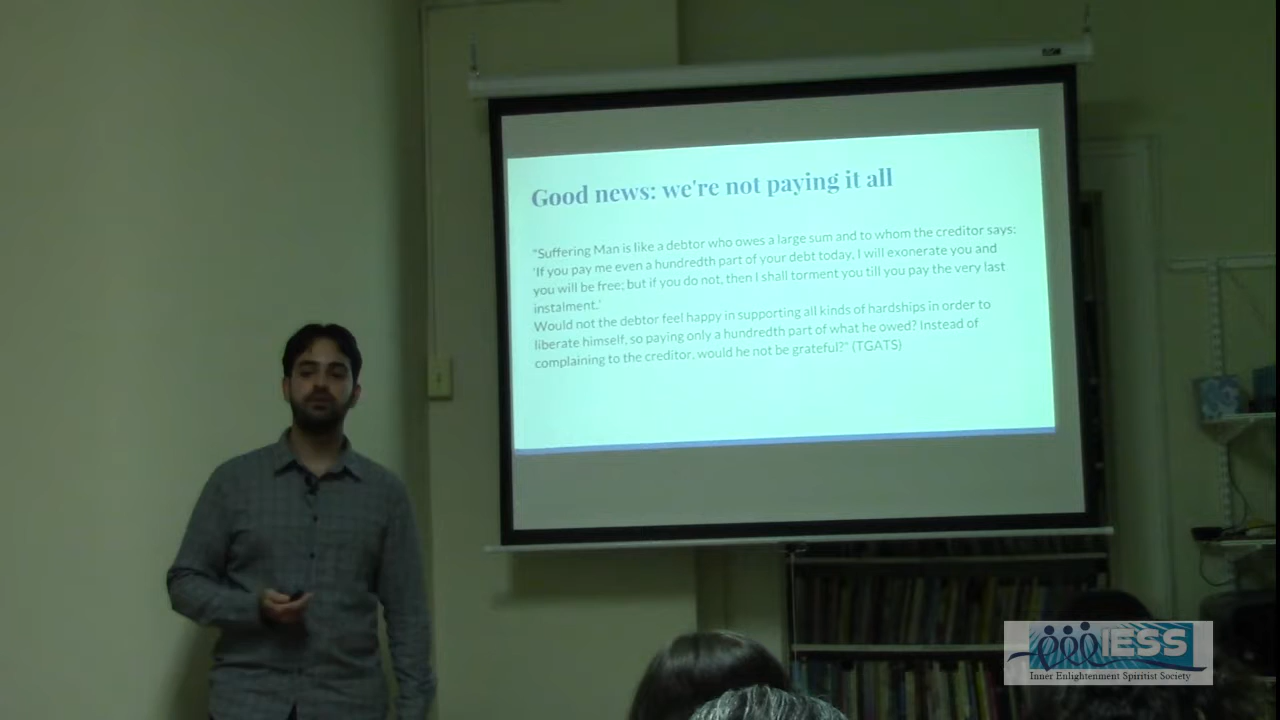 Good news: we're not paying it all
"Suffering Man is like a debtor who owes a large sum and to whom the creditor says:
'If you pay me even a hundredth part of your debt today, I will exonerate you and
you will be free; but if you do not, then I shall torment you till you pay the very last
instalment.'
Would not the debtor feel happy in supporting all kinds of hardships in order to
liberate himself, so paying only a hundredth part of what he owed? Instead of
complaining to the creditor, would he not be grateful?" (TGATS)
IESS
Inner Enlightenment Spiritist Society